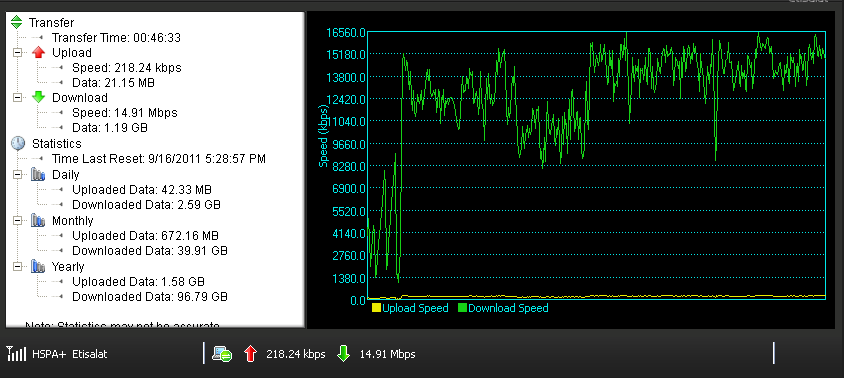 Etisalat
Transfer
Transfer Time: 00:46:33
Upload
Speed: 218.24 kbps
Data: 21.15 MB
Download
Speed: 14.91 Mbps
Data: 1.19 GB
Statistics
Time Last Reset: 9/16/2011 5:28:57 PM
Daily
Uploaded Data: 42.33 MB
Downloaded Data: 2.59 GB
Monthly
Uploaded Data: 672.16 MB
Downloaded Data: 39.91 GB
Yearly
Uploaded Data: 1.58 GB
Downloaded Data: 96.79 GB
Note: Statistics may not be accurate
Speed (kbps)
16560.0
15180.0
13800.0
12420.0
11040.0
9660.0
8280.0
6900.0
5520.0
4140.0
2760.0
1380.0
0.0
Upload Speed Download Speed
HSPA+ Etisalat 218.24 kbps 14.91 Mbps